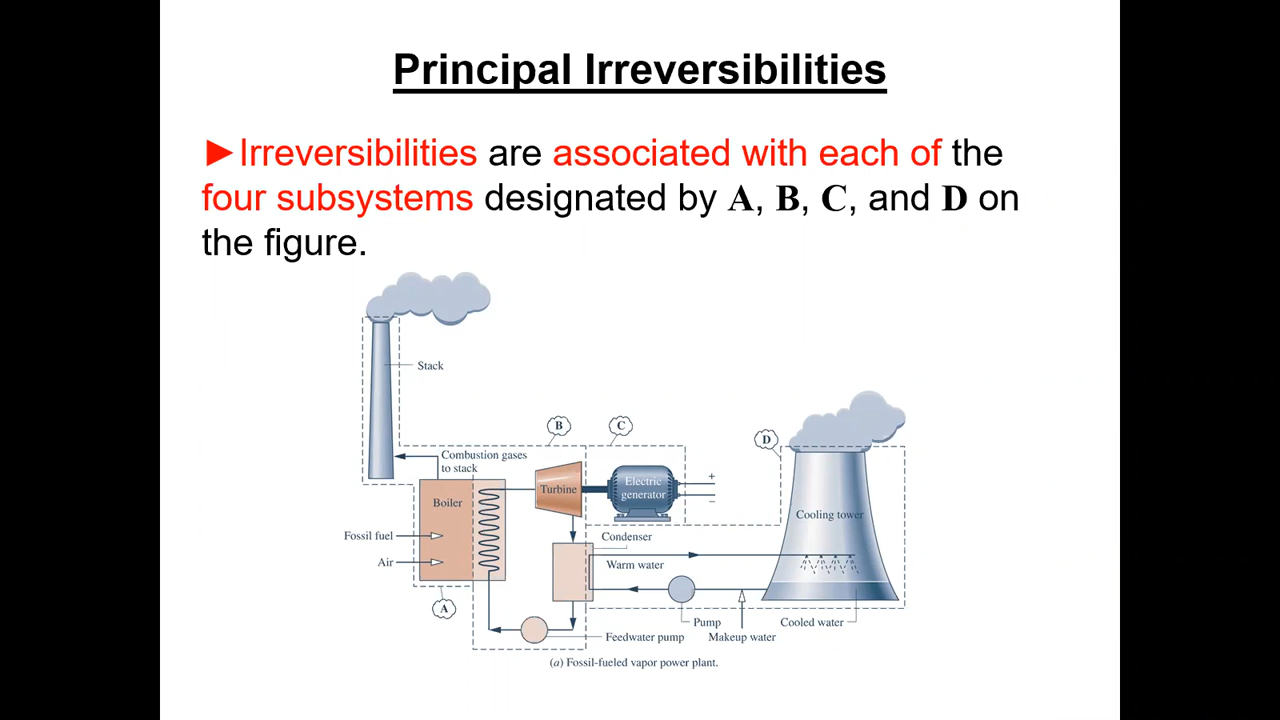 Principal Irreversibilities
►Irreversibilities are associated with each of the
four subsystems designated by A, B, C, and D on
the figure.
Stack
B
C
D
Combustion gases
to stack
Turbine
Electric
generator
+
−
Boiler
Cooling tower
Fossil fuel
Air
Condenser
Warm water
A
Pump
Feedwater pump
Makeup water
Cooled water
(a) Fossil-fueled vapor power plant.